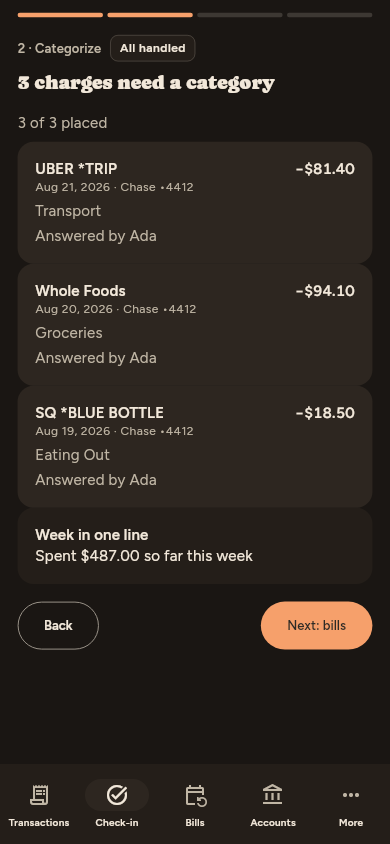 2 · Categorize
All handled
3 charges need a category
3 of 3 placed
UBER *TRIP
−$81.40
Aug 21, 2026 · Chase •4412
Transport
Answered by Ada
Whole Foods
−$94.10
Aug 20, 2026 · Chase •4412
Groceries
Answered by Ada
SQ *BLUE BOTTLE
−$18.50
Aug 19, 2026 · Chase •4412
Eating Out
Answered by Ada
Week in one line
Spent $487.00 so far this week
Back
Next: bills
Transactions
Check-in
Bills
Accounts
More